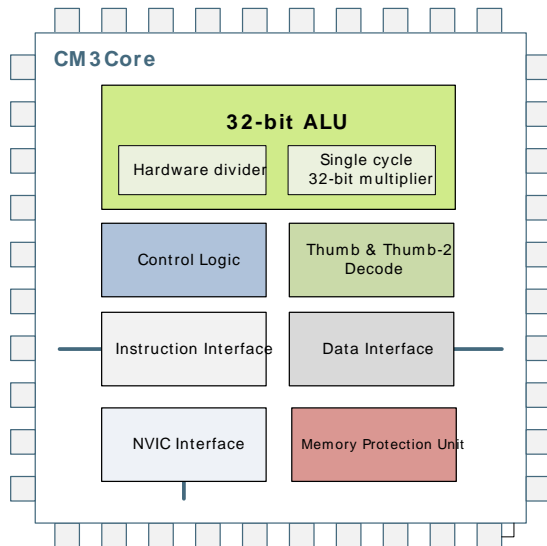 CM3Core
32-bit ALU
Hardware divider
Single cycle
32-bit multiplier
Control Logic
Thumb & Thumb-2
Decode
Instruction Interface
Data Interface
NVIC Interface
Memory Protection Unit